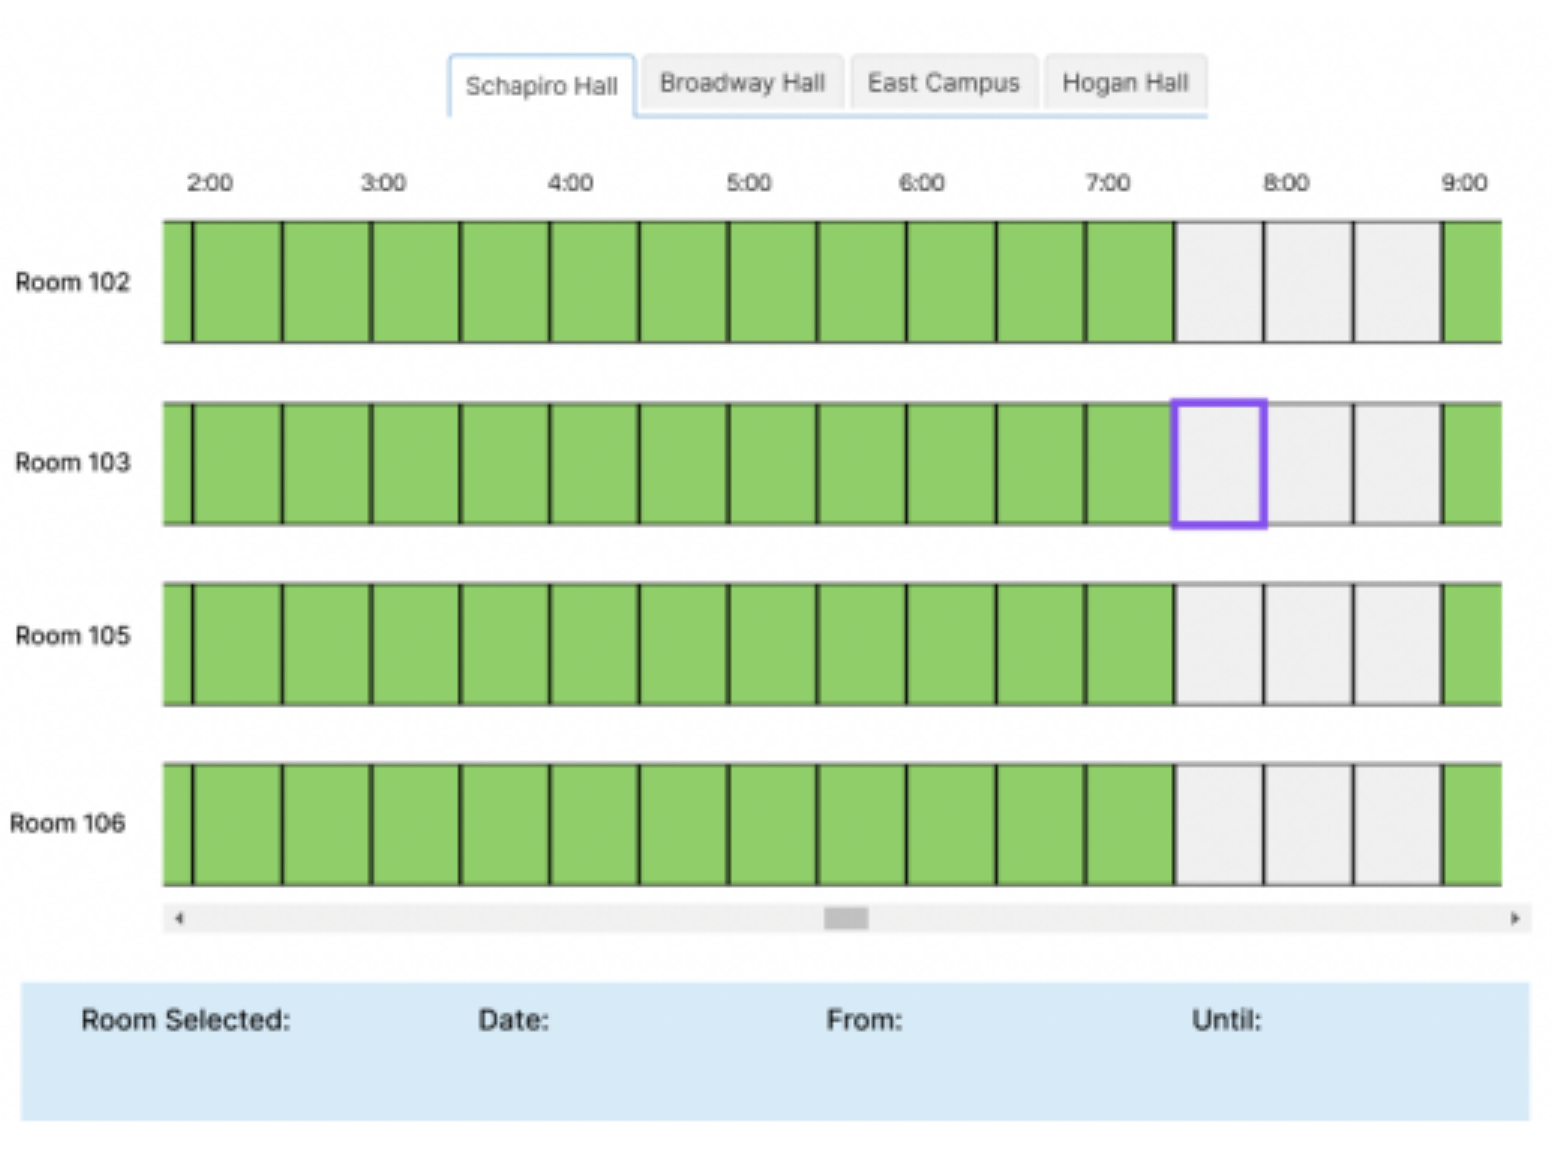 Schapiro Hall Broadway Hall East Campus Hogan Hall
2:00 3:00 4:00 5:00 6:00 7:00 8:00 9:00
Room 102
Room 103
Room 105
Room 106
Room Selected: Date: From: Until: